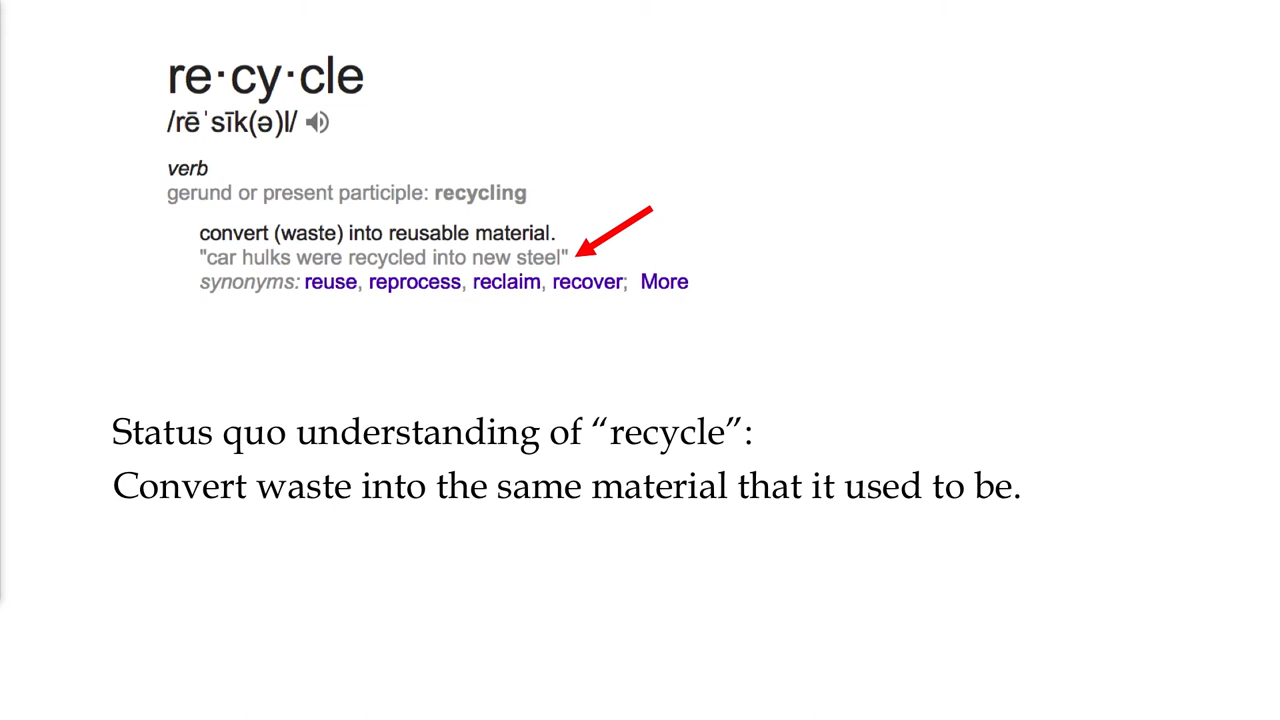 re·cy·cle
/rēˈsīk(ə)l/
verb
gerund or present participle: recycling
convert (waste) into reusable material.
"car hulks were recycled into new steel"
synonyms: reuse, reprocess, reclaim, recover; More
Status quo understanding of “recycle”:
Convert waste into the same material that it used to be.